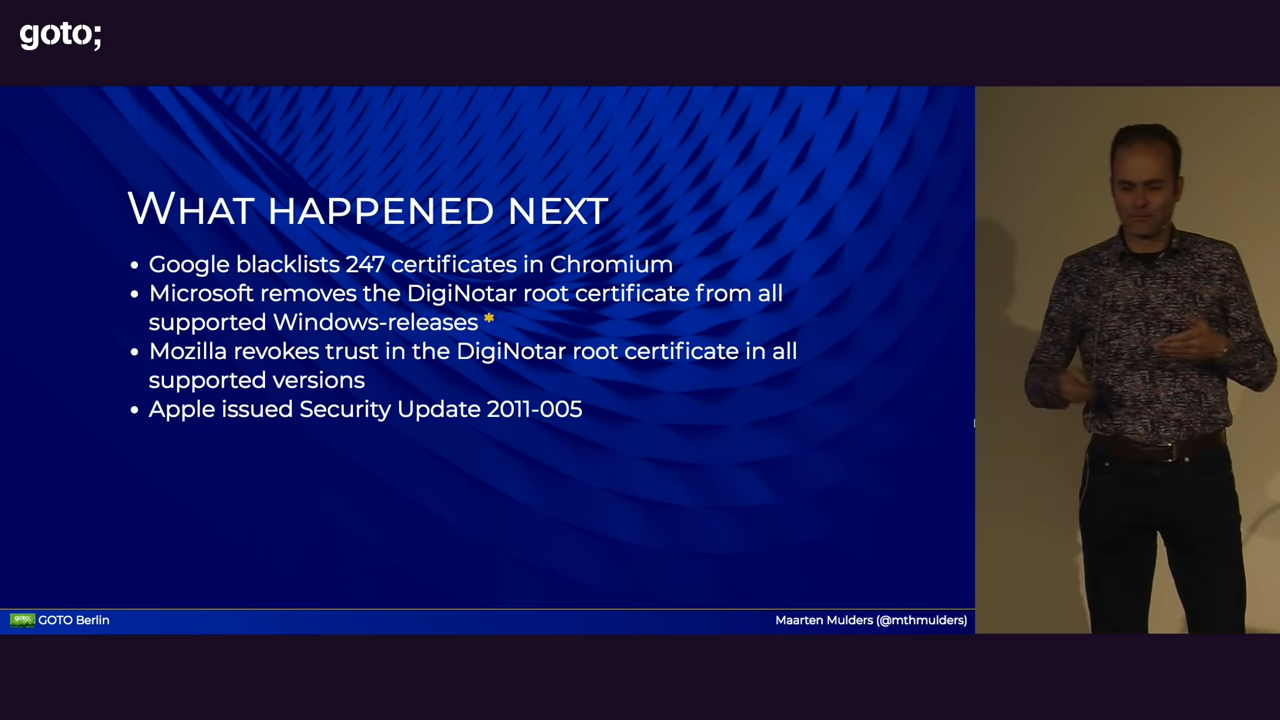 goto;
WHAT HAPPENED NEXT
• Google blacklists 247 certificates in Chromium
• Microsoft removes the DigiNotar root certificate from all
supported Windows-releases *
• Mozilla revokes trust in the DigiNotar root certificate in all
supported versions
• Apple issued Security Update 2011-005
goto;
GOTO Berlin
Maarten Mulders (@mthmulders)